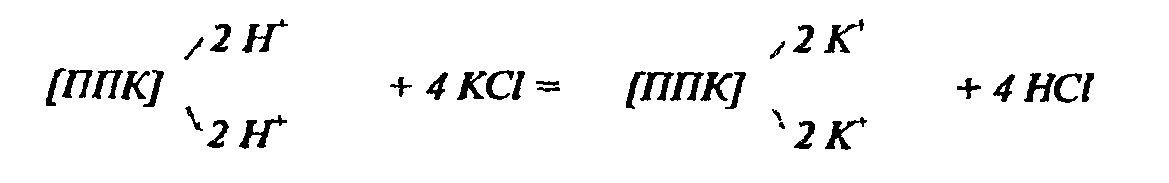 2 H⁺ 2 K⁺
[ППК] + 4 KCl = [ППК] + 4 HCl
2 H⁺ 2 K⁺